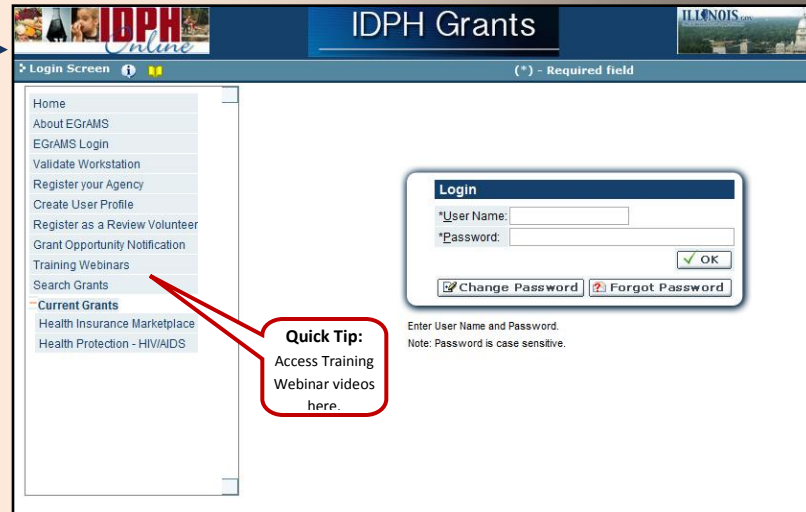 IDPH
Online
IDPH Grants
ILLINOIS.gov
Login Screen
(*) - Required field
Home
About EGrAMS
EGrAMS Login
Validate Workstation
Register your Agency
Create User Profile
Register as a Review Volunteer
Grant Opportunity Notification
Training Webinars
Search Grants
Current Grants
Health Insurance Marketplace
Health Protection - HIV/AIDS
Login
*User Name:
*Password:
OK
Change Password
Forgot Password
Enter User Name and Password.
Note: Password is case sensitive.
Quick Tip:
Access Training
Webinar videos
here.